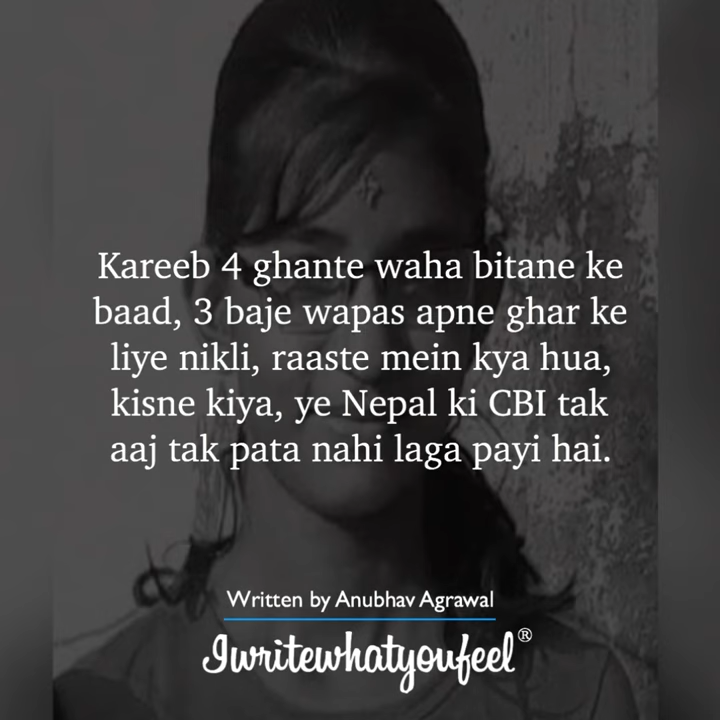 Kareeb 4 ghante waha bitane ke
baad, 3 baje wapas apne ghar ke
liye nikli, raaste mein kya hua,
kisne kiya, ye Nepal ki CBI tak
aaj tak pata nahi laga payi hai.
Written by Anubhav Agrawal
Iwritewhatyoufeel®